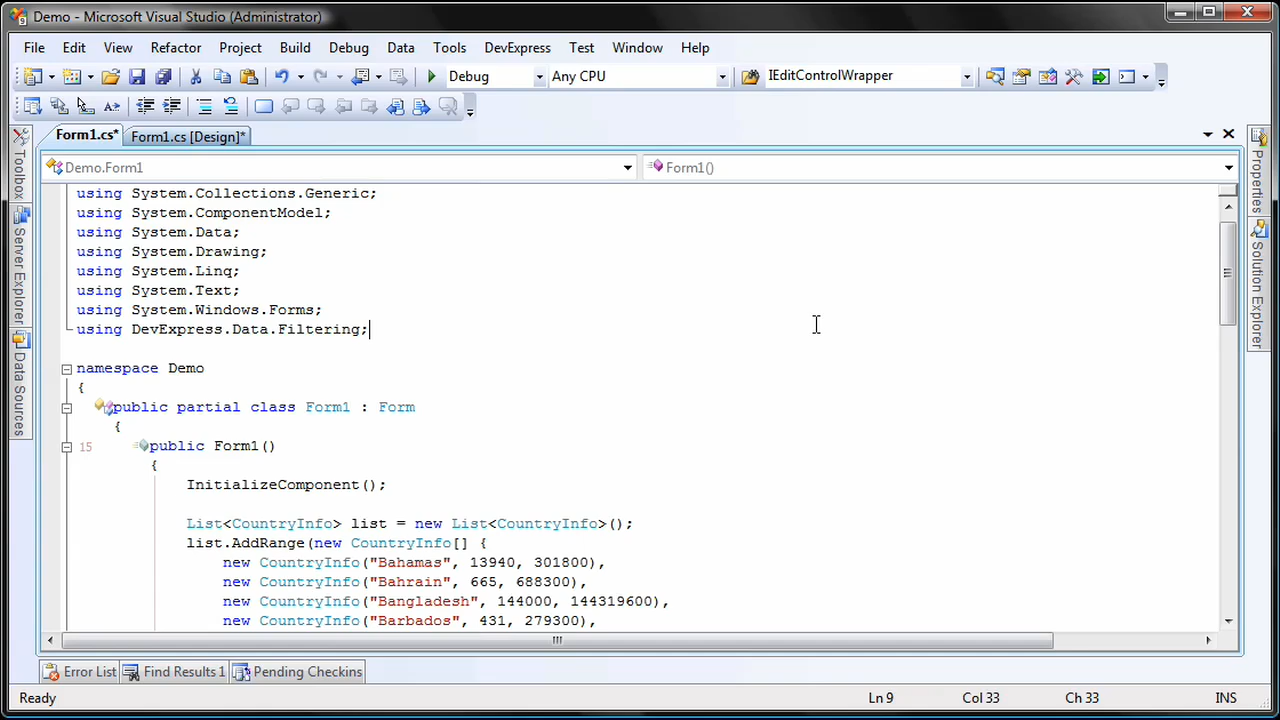 Demo - Microsoft Visual Studio (Administrator)
File Edit View Refactor Project Build Debug Data Tools DevExpress Test Window Help
Debug Any CPU IEditControlWrapper
Form1.cs* Form1.cs [Design]*
Demo.Form1 Form1()
Toolbox
Server Explorer
Data Sources
using System.Collections.Generic;
using System.ComponentModel;
using System.Data;
using System.Drawing;
using System.Linq;
using System.Text;
using System.Windows.Forms;
using DevExpress.Data.Filtering;
namespace Demo
{
public partial class Form1 : Form
{
15 public Form1()
{
InitializeComponent();
List<CountryInfo> list = new List<CountryInfo>();
list.AddRange(new CountryInfo[] {
new CountryInfo("Bahamas", 13940, 301800),
new CountryInfo("Bahrain", 665, 688300),
new CountryInfo("Bangladesh", 144000, 144319600),
new CountryInfo("Barbados", 431, 279300),
Properties
Solution Explorer
Error List Find Results 1 Pending Checkins
Ready Ln 9 Col 33 Ch 33 INS